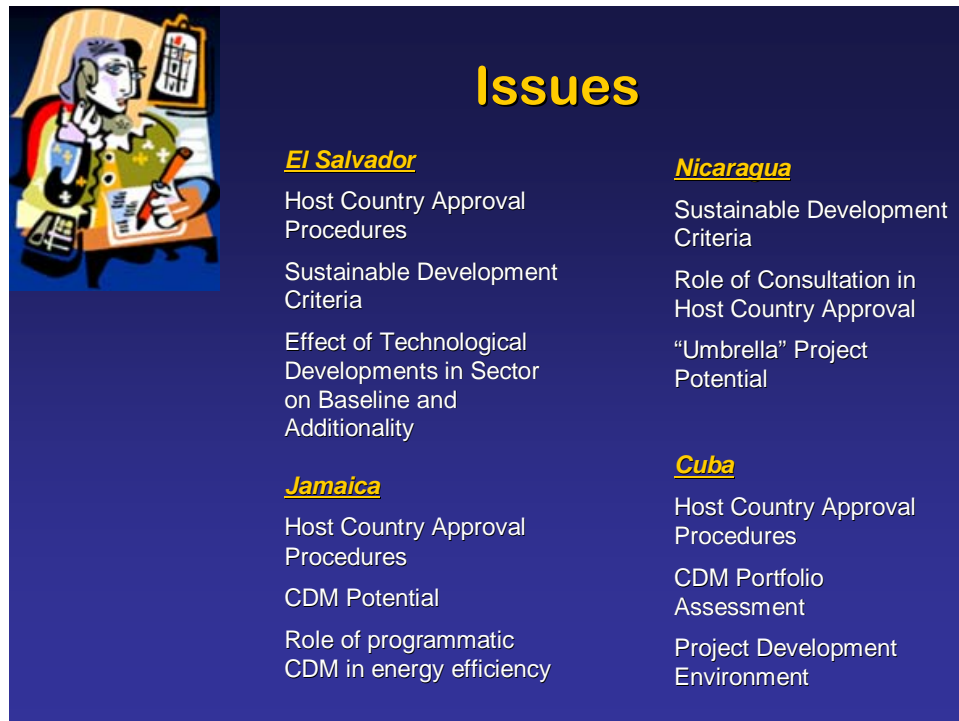 Issues
El Salvador
Host Country Approval
Procedures
Sustainable Development
Criteria
Effect of Technological
Developments in Sector
on Baseline and
Additionality
Jamaica
Host Country Approval
Procedures
CDM Potential
Role of programmatic
CDM in energy efficiency
Nicaragua
Sustainable Development
Criteria
Role of Consultation in
Host Country Approval
“Umbrella” Project
Potential
Cuba
Host Country Approval
Procedures
CDM Portfolio
Assessment
Project Development
Environment